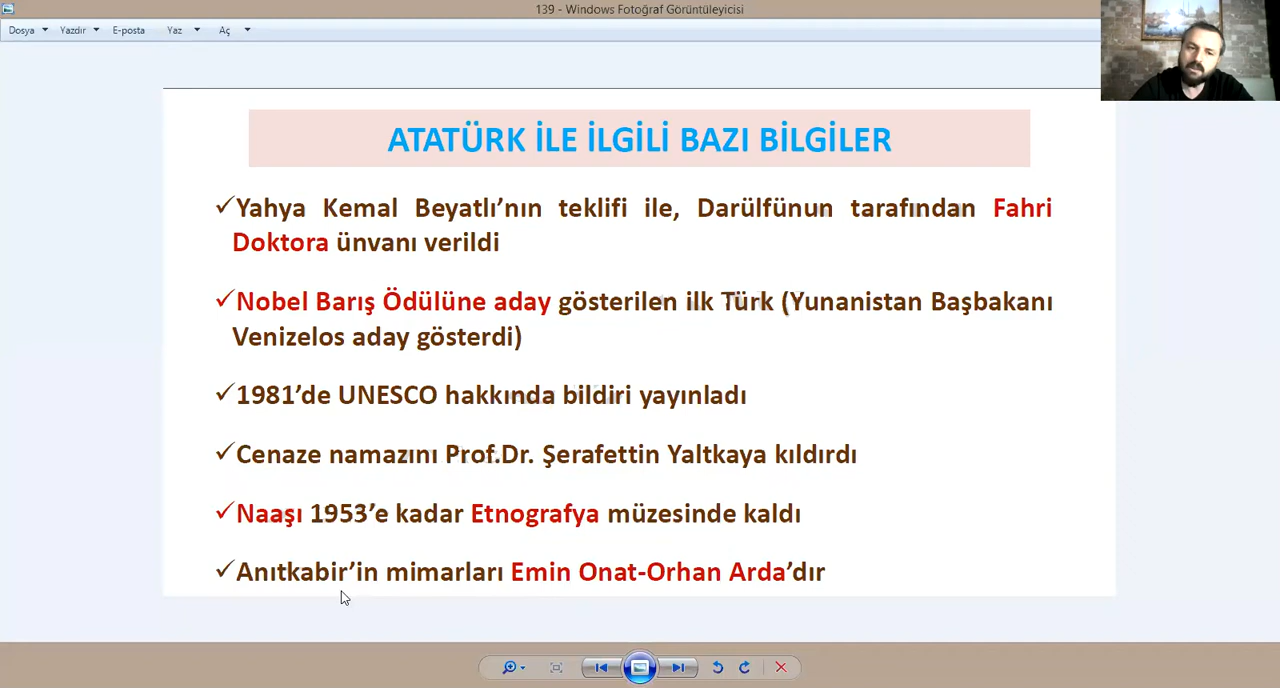 139 - Windows Fotoğraf Görüntüleyicisi
Dosya Yazdır E-posta Yaz Aç
ATATÜRK İLE İLGİLİ BAZI BİLGİLER
✓Yahya Kemal Beyatlı’nın teklifi ile, Darülfünun tarafından Fahri
Doktora ünvanı verildi
✓Nobel Barış Ödülüne aday gösterilen ilk Türk (Yunanistan Başbakanı
Venizelos aday gösterdi)
✓1981’de UNESCO hakkında bildiri yayınladı
✓Cenaze namazını Prof.Dr. Şerafettin Yaltkaya kıldırdı
✓Naaşı 1953’e kadar Etnografya müzesinde kaldı
✓Anıtkabir’in mimarları Emin Onat-Orhan Arda’dır